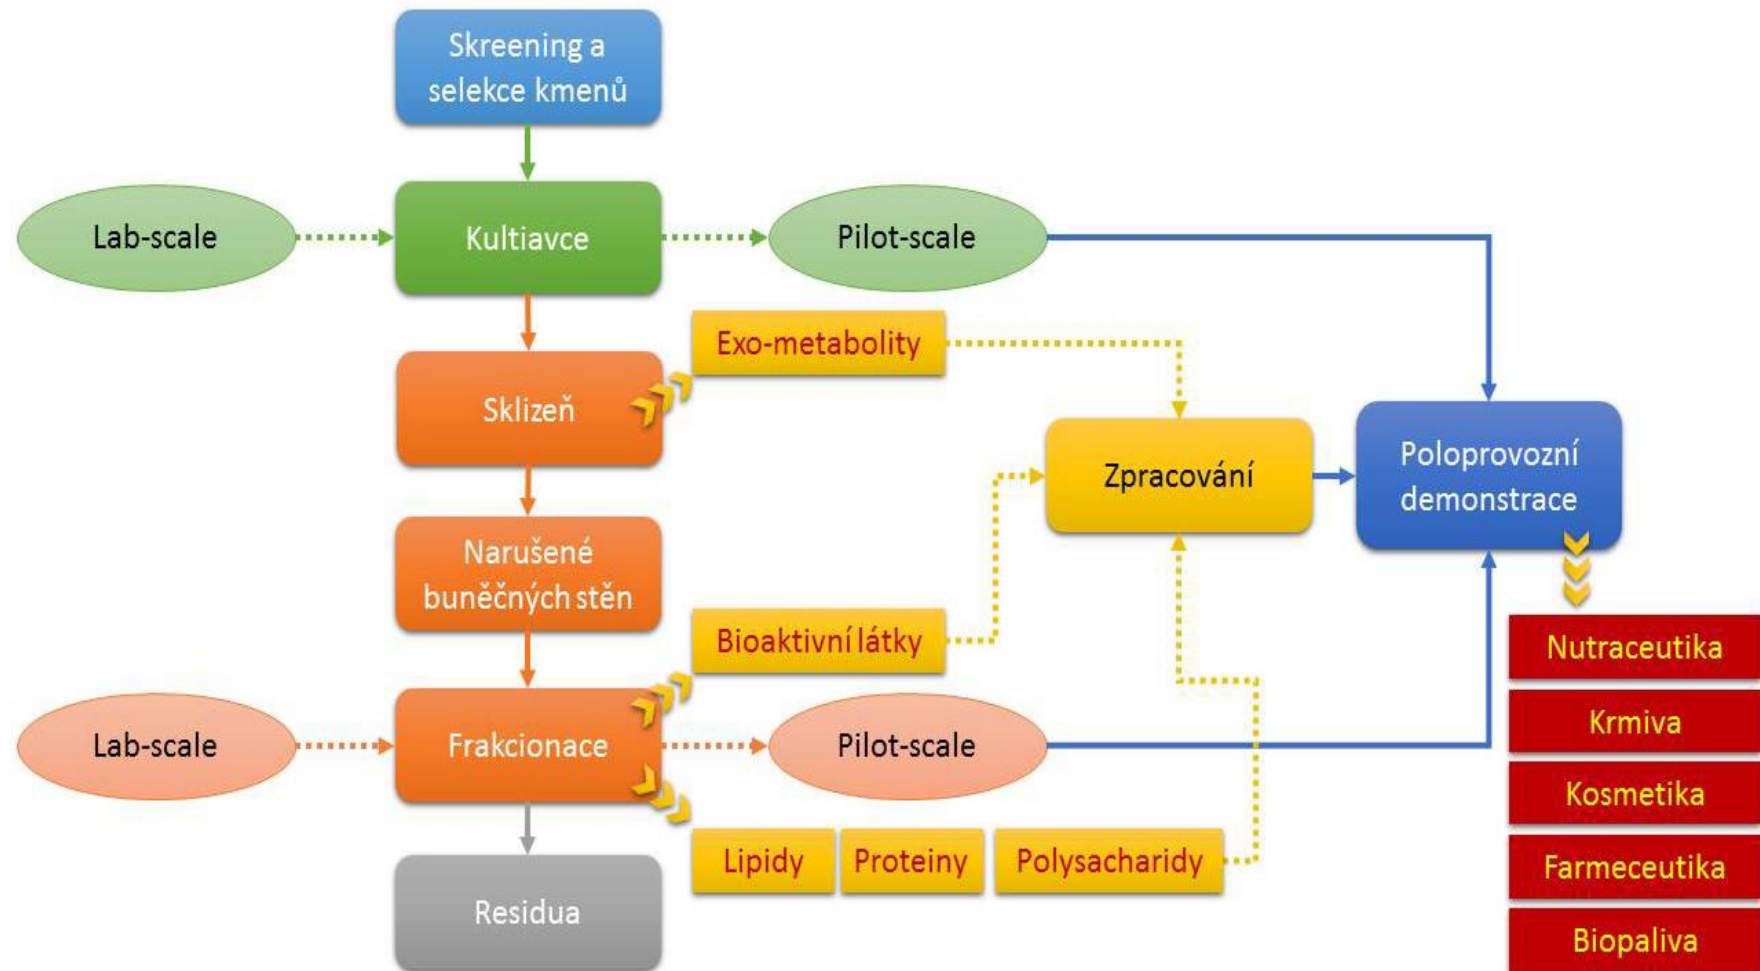 Skreening a
selekce kmenů
Lab-scale
Kultiavce
Pilot-scale
Exo-metabolity
Sklizeň
Zpracování
Poloprovozní
demonstrace
Narušené
buněčných stěn
Bioaktivní látky
Nutraceutika
Krmiva
Lab-scale
Frakcionace
Pilot-scale
Kosmetika
Lipidy
Proteiny
Polysacharidy
Farmeceutika
Residua
Biopaliva